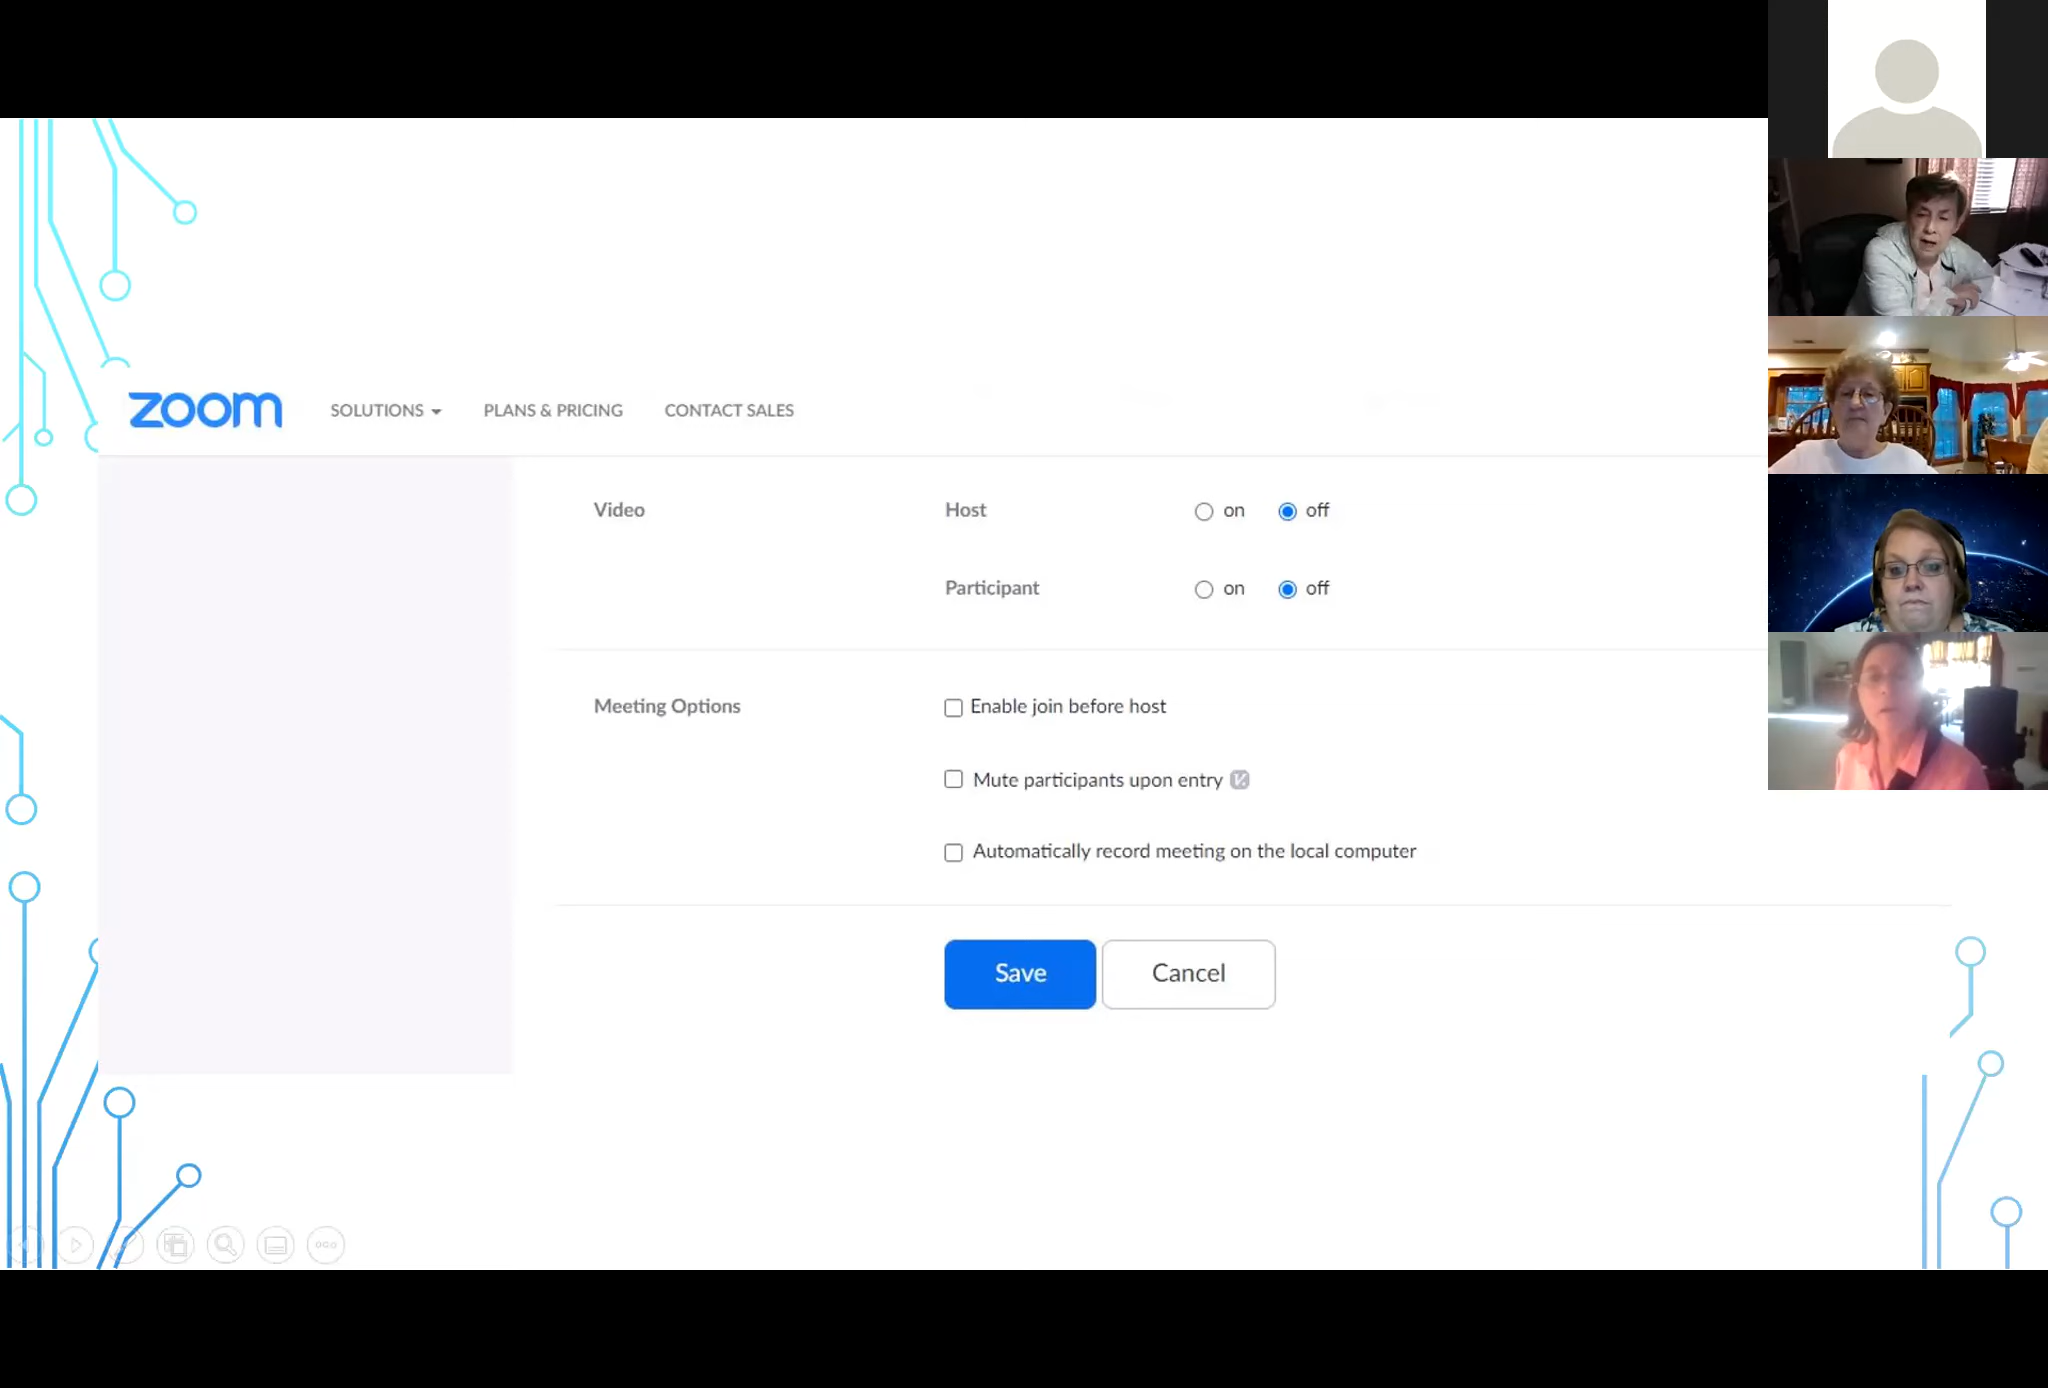 zoom SOLUTIONS PLANS & PRICING CONTACT SALES
Video Host on off
Participant on off
Meeting Options Enable join before host
Mute participants upon entry
Automatically record meeting on the local computer
Save Cancel